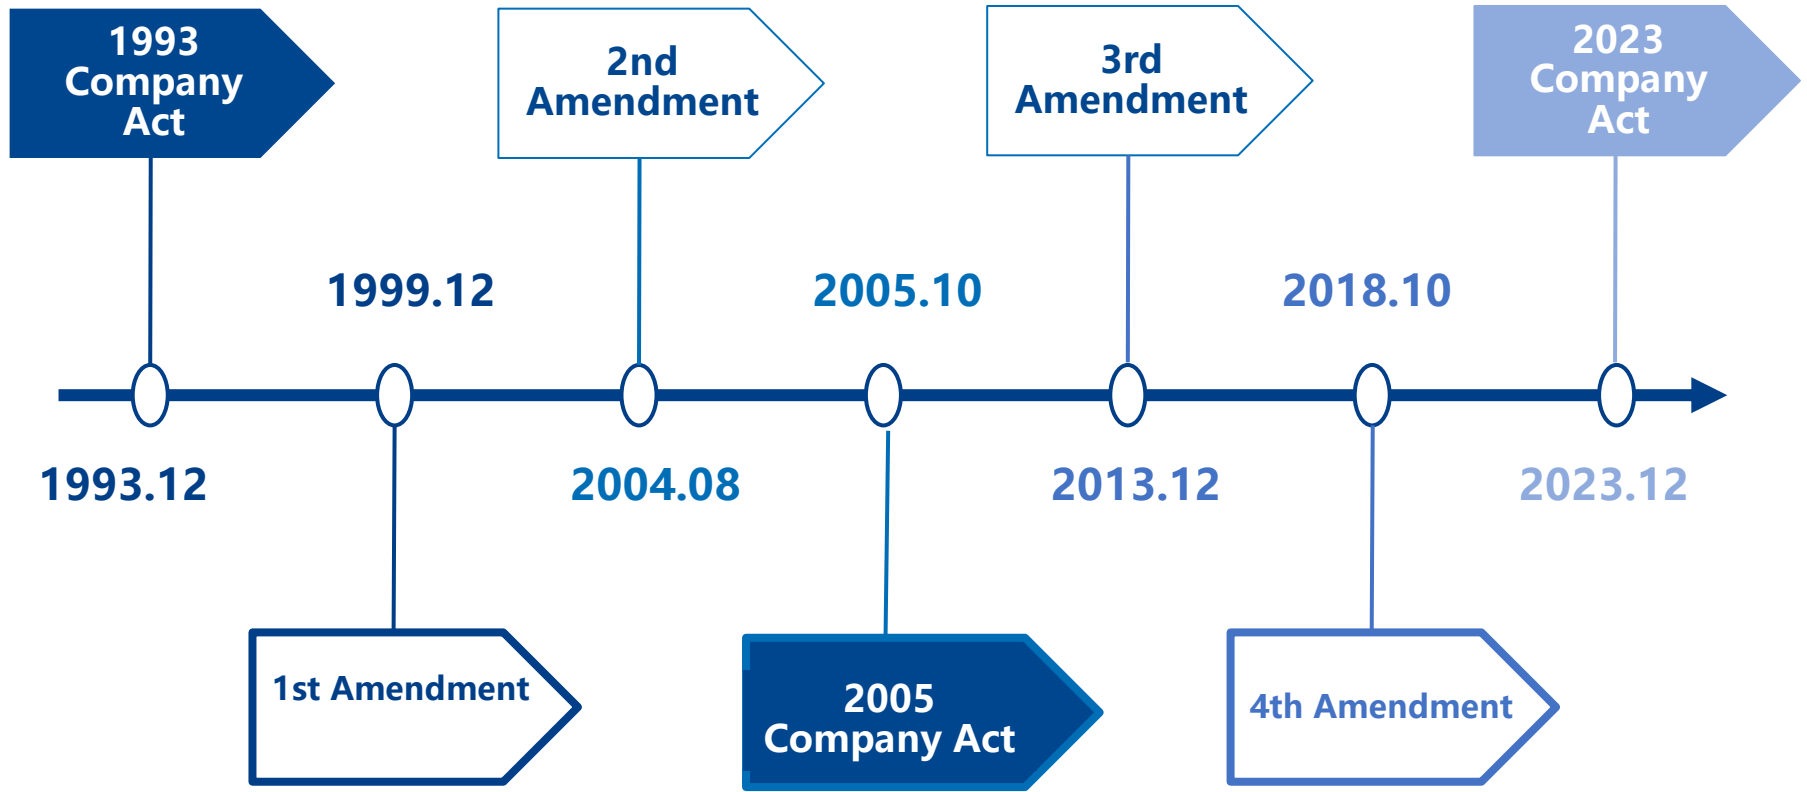 1993
Company
Act
2nd
Amendment
3rd
Amendment
2023
Company
Act
1999.12
2005.10
2018.10
1993.12
2004.08
2013.12
2023.12
1st Amendment
2005
Company Act
4th Amendment